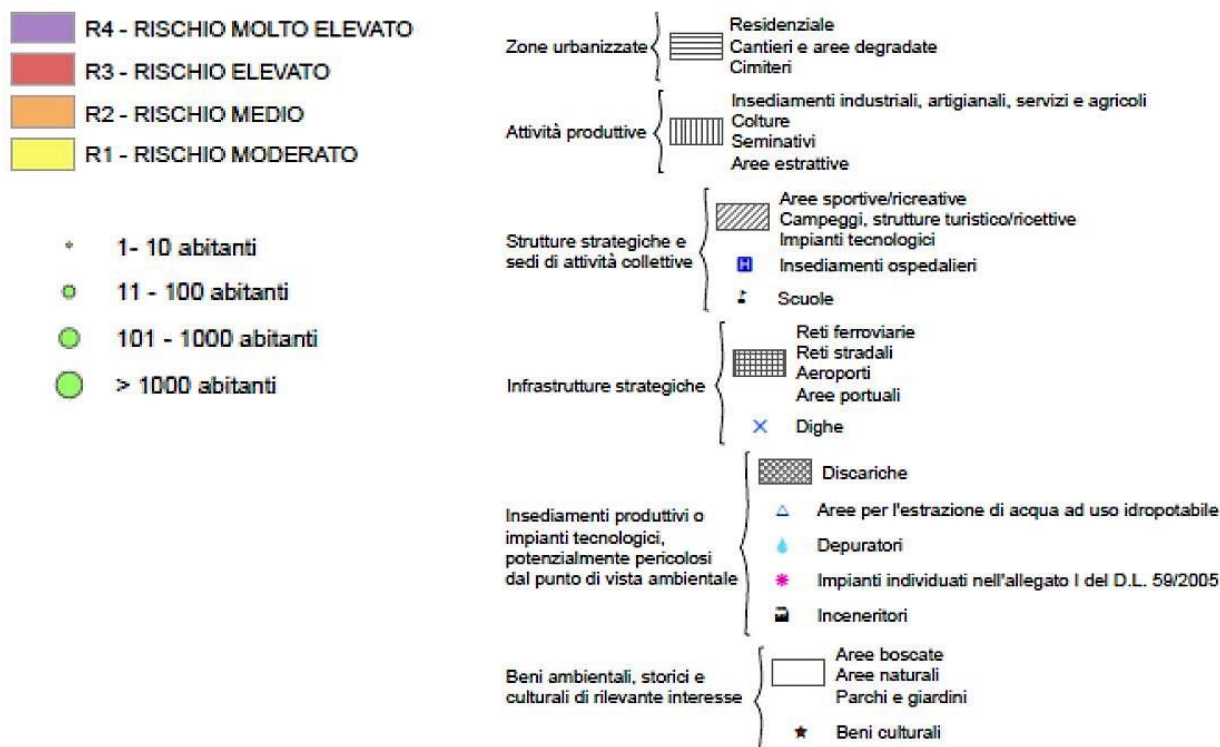 R4 - RISCHIO MOLTO ELEVATO
R3 - RISCHIO ELEVATO
R2 - RISCHIO MEDIO
R1 - RISCHIO MODERATO
1- 10 abitanti
11 - 100 abitanti
101 - 1000 abitanti
> 1000 abitanti
Zone urbanizzate
Residenziale
Cantieri e aree degradate
Cimiteri
Attività produttive
Insediamenti industriali, artigianali, servizi e agricoli
Colture
Seminativi
Aree estrattive
Strutture strategiche e
sedi di attività collettive
Aree sportive/ricreative
Campeggi, strutture turistico/ricettive
Impianti tecnologici
H Insediamenti ospedalieri
Scuole
Infrastrutture strategiche
Reti ferroviarie
Reti stradali
Aeroporti
Aree portuali
Dighe
Insediamenti produttivi o
impianti tecnologici,
potenzialmente pericolosi
dal punto di vista ambientale
Discariche
Aree per l'estrazione di acqua ad uso idropotabile
Depuratori
Impianti individuati nell'allegato I del D.L. 59/2005
Inceneritori
Beni ambientali, storici e
culturali di rilevante interesse
Aree boscate
Aree naturali
Parchi e giardini
Beni culturali